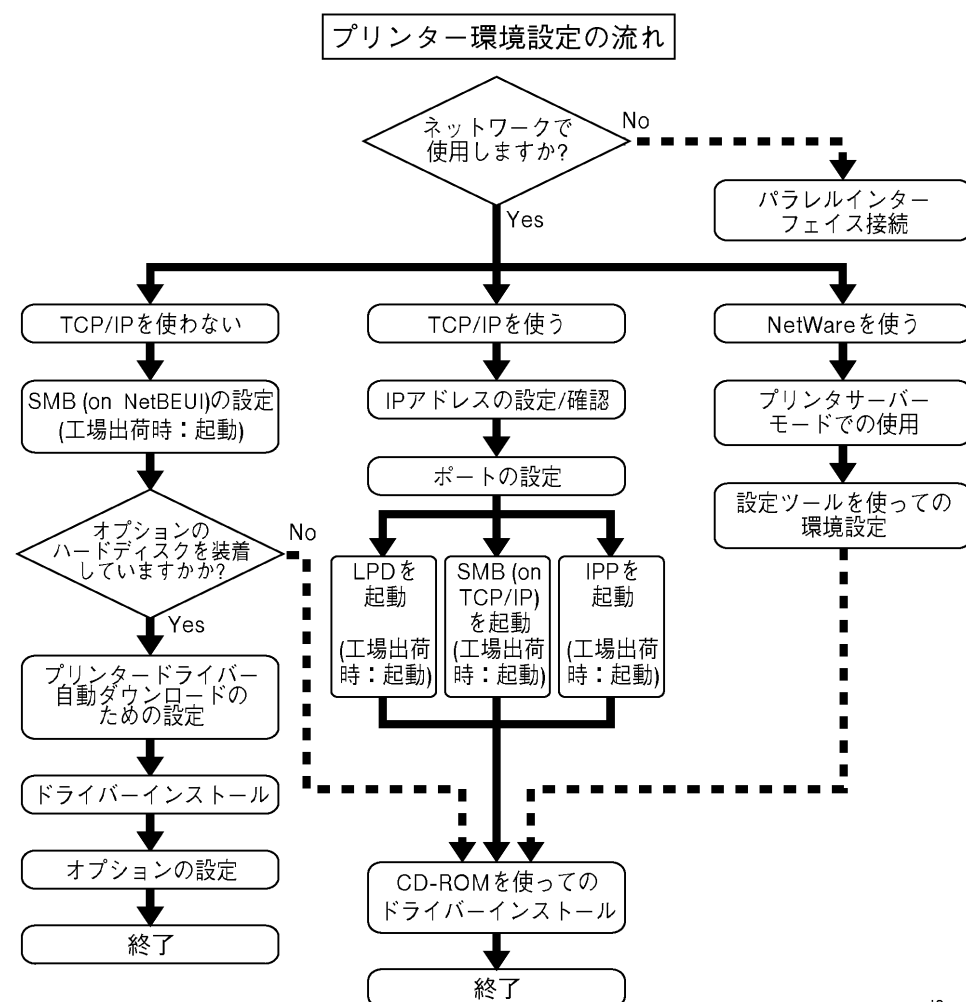 プリンター環境設定の流れ
ネットワークで
使用しますか?
No
パラレルインター
フェイス接続
Yes
TCP/IPを使わない
TCP/IPを使う
NetWareを使う
SMB (on NetBEUI)の設定
(工場出荷時：起動)
IPアドレスの設定/確認
プリンタサーバー
モードでの使用
ポートの設定
設定ツールを使っての
環境設定
オプションの
ハードディスクを装着
していますかか?
No
Yes
LPDを
起動
(工場出荷
時：起動)
SMB (on
TCP/IP)
を起動
(工場出荷
時：起動)
IPPを
起動
(工場出荷
時：起動)
プリンタードライバー
自動ダウンロードの
ための設定
ドライバーインストール
オプションの設定
終了
CD-ROMを使っての
ドライバーインストール
終了